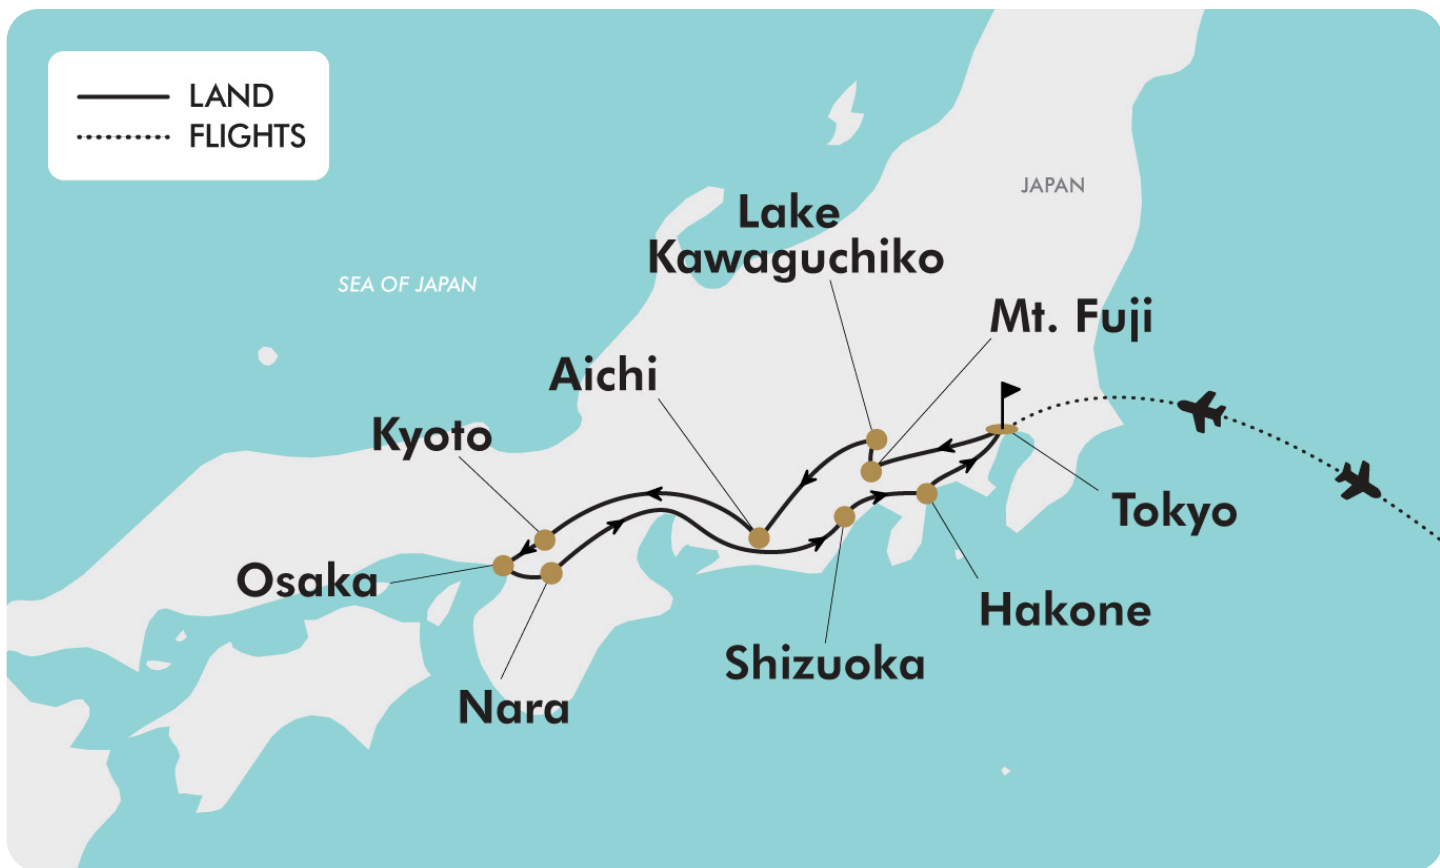 LAND
FLIGHTS
JAPAN
Lake
Kawaguchiko
SEA OF JAPAN
Mt. Fuji
Aichi
Kyoto
Tokyo
Osaka
Hakone
Shizuoka
Nara